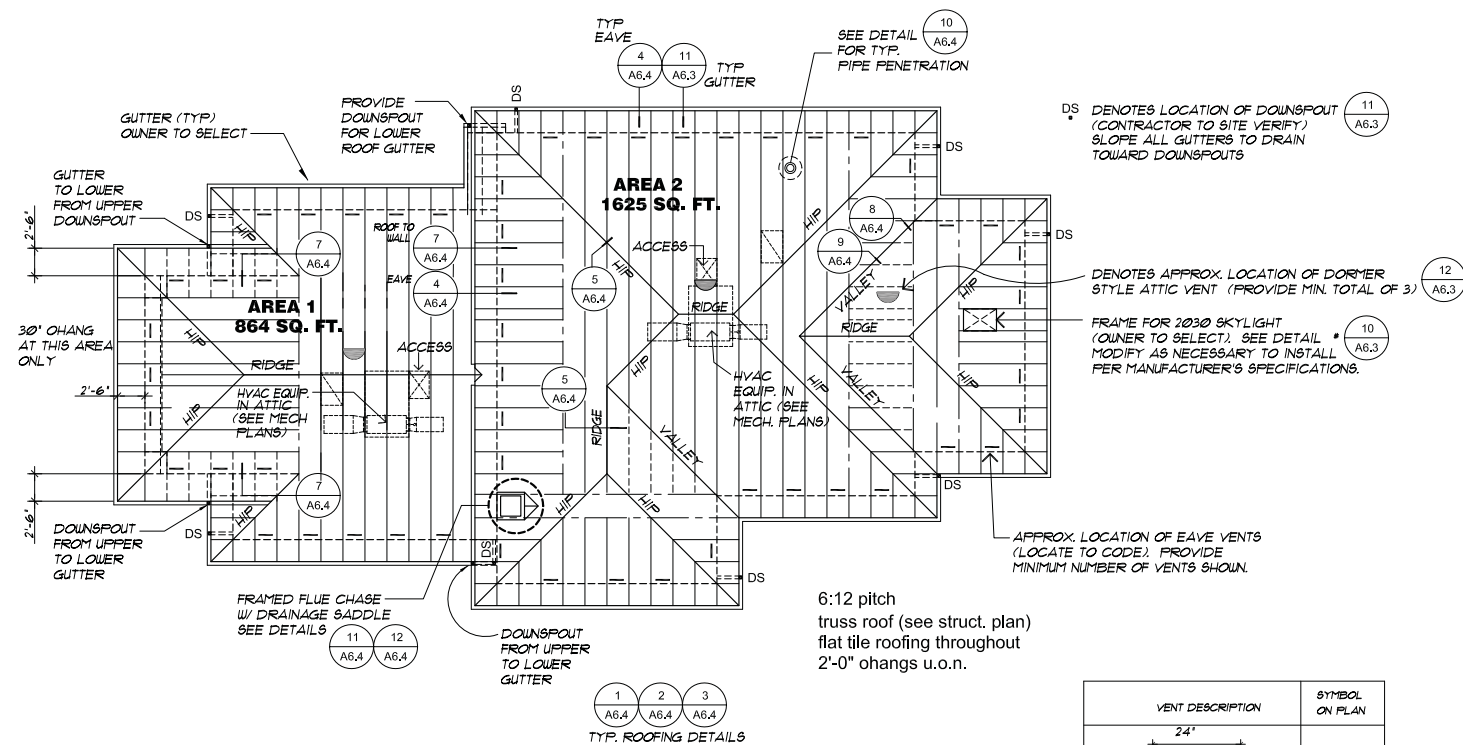 TYP
EAVE
4
A6.4
11
A6.3
TYP
GUTTER
SEE DETAIL
FOR TYP.
PIPE PENETRATION
10
A6.4
DS
DENOTES LOCATION OF DOWNSPOUT
(CONTRACTOR TO SITE VERIFY)
SLOPE ALL GUTTERS TO DRAIN
TOWARD DOWNSPOUTS
11
A6.3
GUTTER (TYP)
OWNER TO SELECT
PROVIDE
DOWNSPOUT
FOR LOWER
ROOF GUTTER
DS
DS
GUTTER
TO LOWER
FROM UPPER
DOWNSPOUT
2'-6"
DS
HIP
7
A6.4
ROOF TO
WALL
7
A6.4
EAVE
4
A6.4
AREA 2
1625 SQ. FT.
ACCESS
HIP
5
A6.4
HIP
8
A6.4
9
A6.4
VALLEY
DS
HIP
DENOTES APPROX. LOCATION OF DORMER
STYLE ATTIC VENT (PROVIDE MIN. TOTAL OF 3)
12
A6.3
AREA 1
864 SQ. FT.
30" OHANG
AT THIS AREA
ONLY
HIP
RIDGE
ACCESS
RIDGE
RIDGE
FRAME FOR 2030 SKYLIGHT
(OWNER TO SELECT). SEE DETAIL *
MODIFY AS NECESSARY TO INSTALL
PER MANUFACTURER'S SPECIFICATIONS.
10
A6.3
2'-6"
HIP
HVAC EQUIP.
IN ATTIC
(SEE MECH
PLANS)
5
A6.4
RIDGE
HIP
HVAC
EQUIP. IN
ATTIC (SEE
MECH. PLANS)
HIP
VALLEY
HIP
VALLEY
2'-6"
7
A6.4
HIP
DS
HIP
HIP
DS
DOWNSPOUT
FROM UPPER
TO LOWER
GUTTER
DS
DS
APPROX. LOCATION OF EAVE VENTS
(LOCATE TO CODE). PROVIDE
MINIMUM NUMBER OF VENTS SHOWN.
FRAMED FLUE CHASE
W/ DRAINAGE SADDLE
SEE DETAILS
11
A6.4
12
A6.4
DOWNSPOUT
FROM UPPER
TO LOWER
GUTTER
6:12 pitch
truss roof (see struct. plan)
flat tile roofing throughout
2'-0" ohangs u.o.n.
1
A6.4
2
A6.4
3
A6.4
TYP. ROOFING DETAILS
VENT DESCRIPTION
SYMBOL
ON PLAN
24"